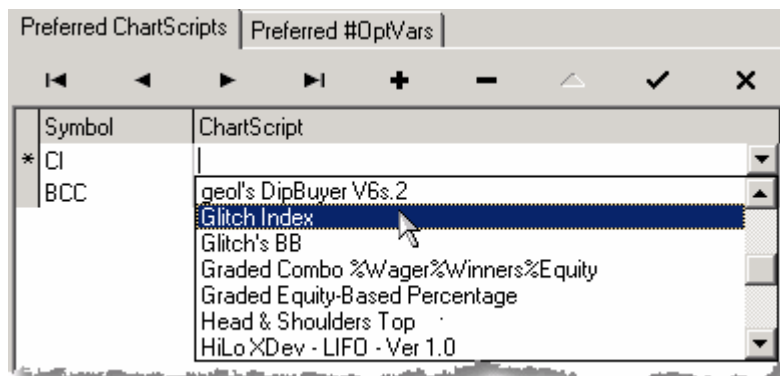 Preferred ChartScripts Preferred #OptVars
Symbol ChartScript
* CI
BCC geol's DipBuyer V6s.2
Glitch Index
Glitch's BB
Graded Combo %Wager%Winners%Equity
Graded Equity-Based Percentage
Head & Shoulders Top
HiLo XDev - LIFO - Ver 1.0